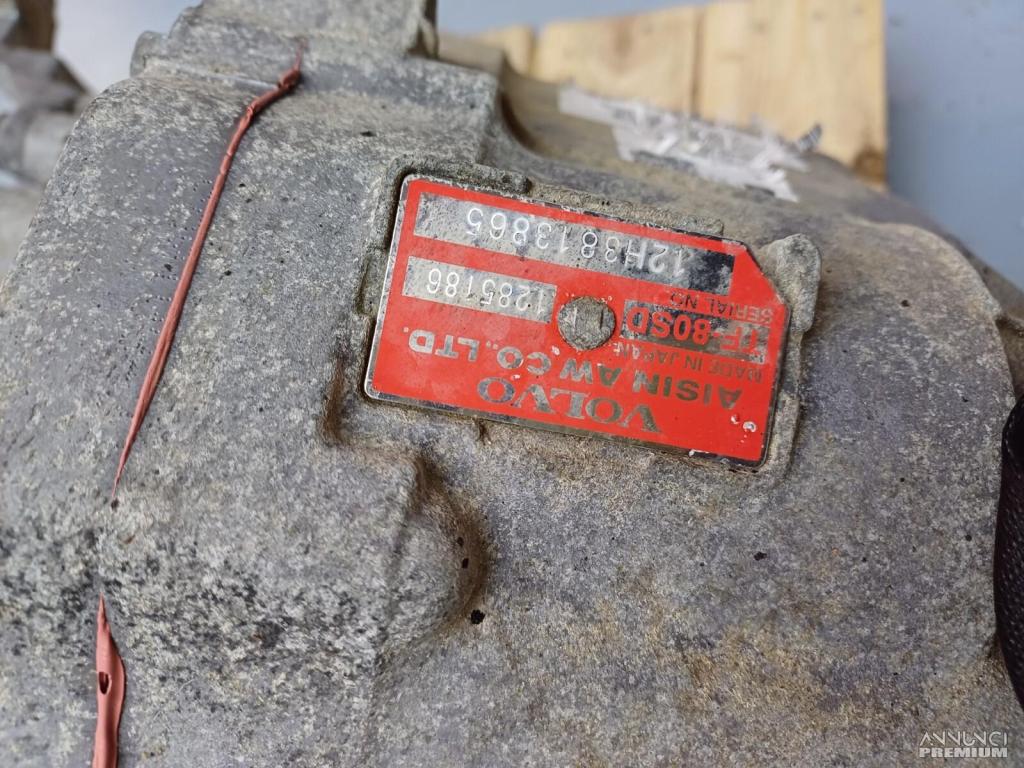 VOLVO
AISIN AW CO., LTD.
MADE IN JAPAN
TF-80SD
1285186
SERIAL NO
12H3813865
ANNUNCI
PREMIUM